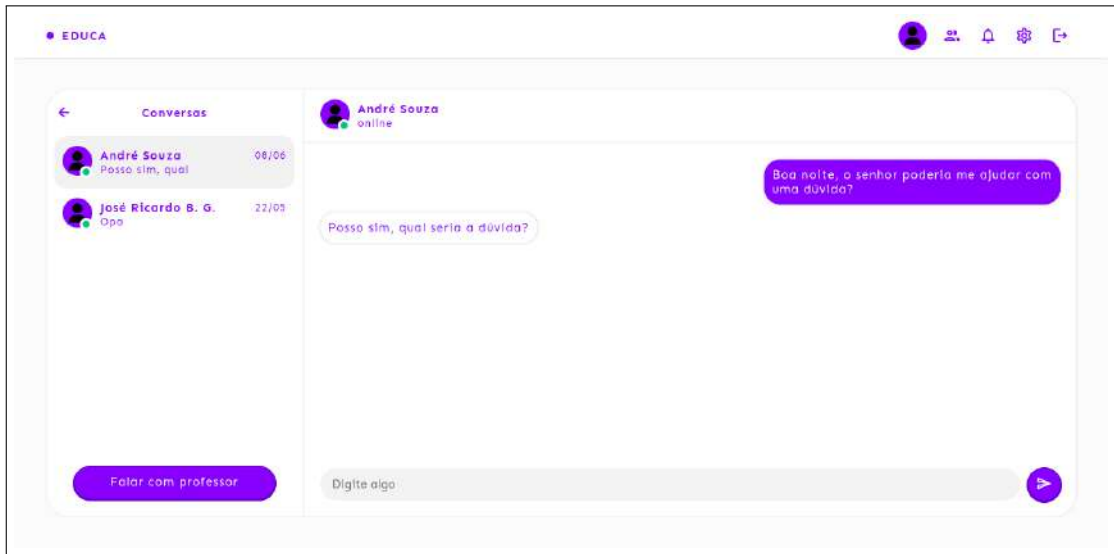 EDUCA
Conversas
André Souza 08/06
Posso sim, qual
José Ricardo B. G. 22/05
Opa
Falar com professor
André Souza
online
Boa noite, o senhor poderia me ajudar com
uma dúvida?
Posso sim, qual seria a dúvida?
Digite algo